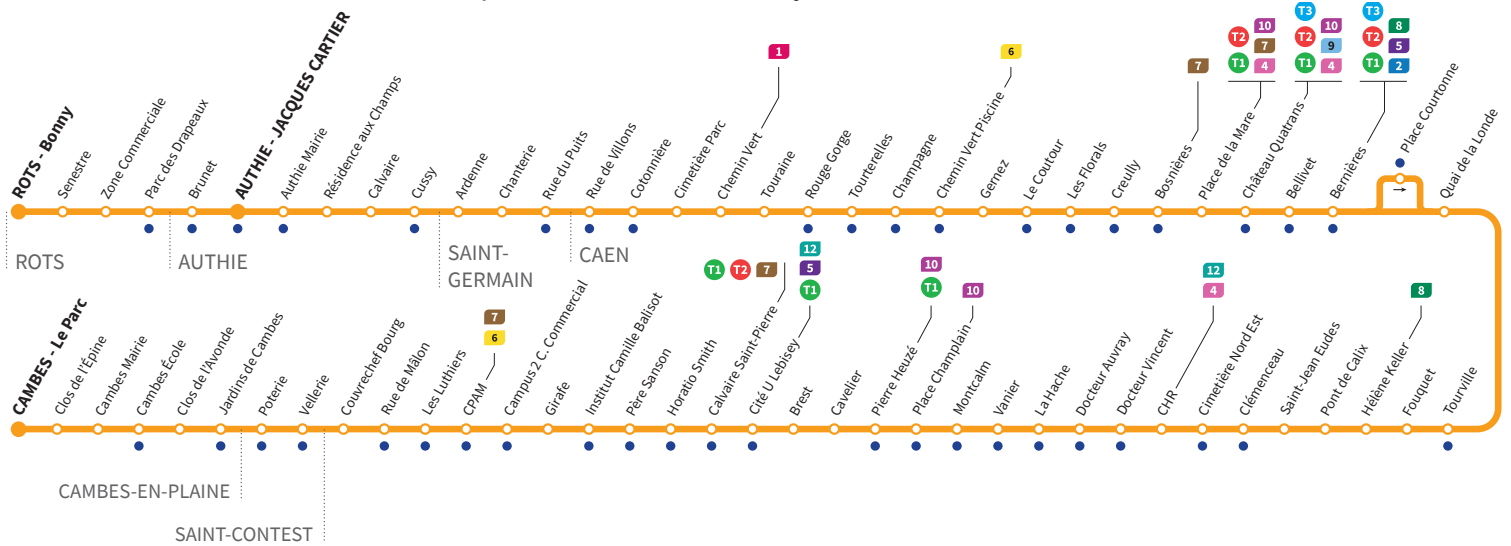 ROTS - Bonny
Senestre
Zone Commerciale
Parc des Drapeaux
Brunet
AUTHIE - JACQUES CARTIER
Authie Mairie
Résidence aux Champs
Calvaire
Cussy
Ardenne
Chanterie
Rue du Puits
Rue de Villons
Cotonnière
Cimetière Parc
Chemin Vert
1
Touraine
Rouge Gorge
Tourterelles
Champagne
Chemin Vert Piscine
6
Gernez
Le Coutour
Les Florals
Creully
Bosnières
7
Place de la Mare
10
T2 7
T1 4
Château Quatrans
T3 10
T2 9
T1 4
Bellivet
Bernières
T3 8
T2 5
T1 2
Place Courtonne
→
Quai de la Londe
ROTS
AUTHIE
SAINT-
GERMAIN
CAEN
CAMBES - Le Parc
Clos de l'Épine
Cambes Mairie
Cambes École
Clos de l'Avonde
Jardins de Cambes
Poterie
Vellerie
Couvrechef Bourg
Rue de Mâlon
Les Luthiers
CPAM
7
6
Campus 2 C. Commercial
Girafe
Institut Camille Balisot
Père Sanson
Horatio Smith
Calvaire Saint-Pierre
T1 T2 7
Cité U Lebisey
12
5
T1
Brest
Cavelier
Pierre Heuzé
10
T1
Place Champlain
10
Montcalm
Vanier
La Hache
Docteur Auvray
Docteur Vincent
CHR
12
4
Cimetière Nord Est
Clémenceau
Saint-Jean Eudes
Pont de Calix
Hélène Keller
8
Fouquet
Tourville
CAMBES-EN-PLAINE
SAINT-CONTEST